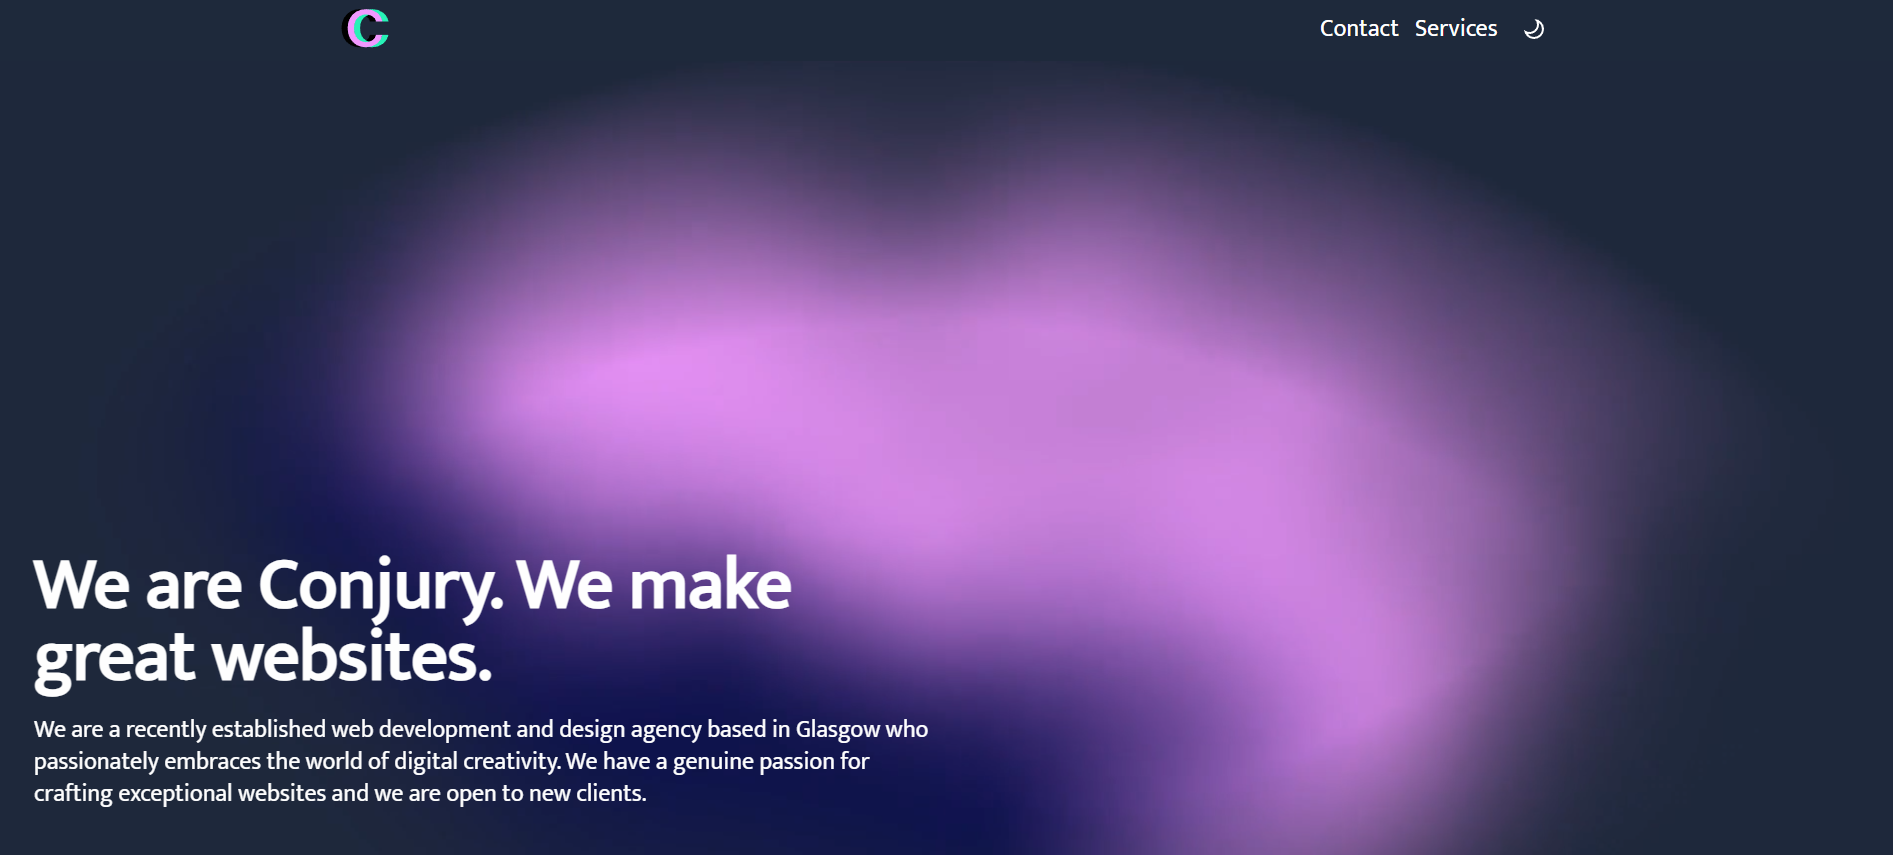 C
Contact Services
We are Conjury. We make
great websites.
We are a recently established web development and design agency based in Glasgow who
passionately embraces the world of digital creativity. We have a genuine passion for
crafting exceptional websites and we are open to new clients.